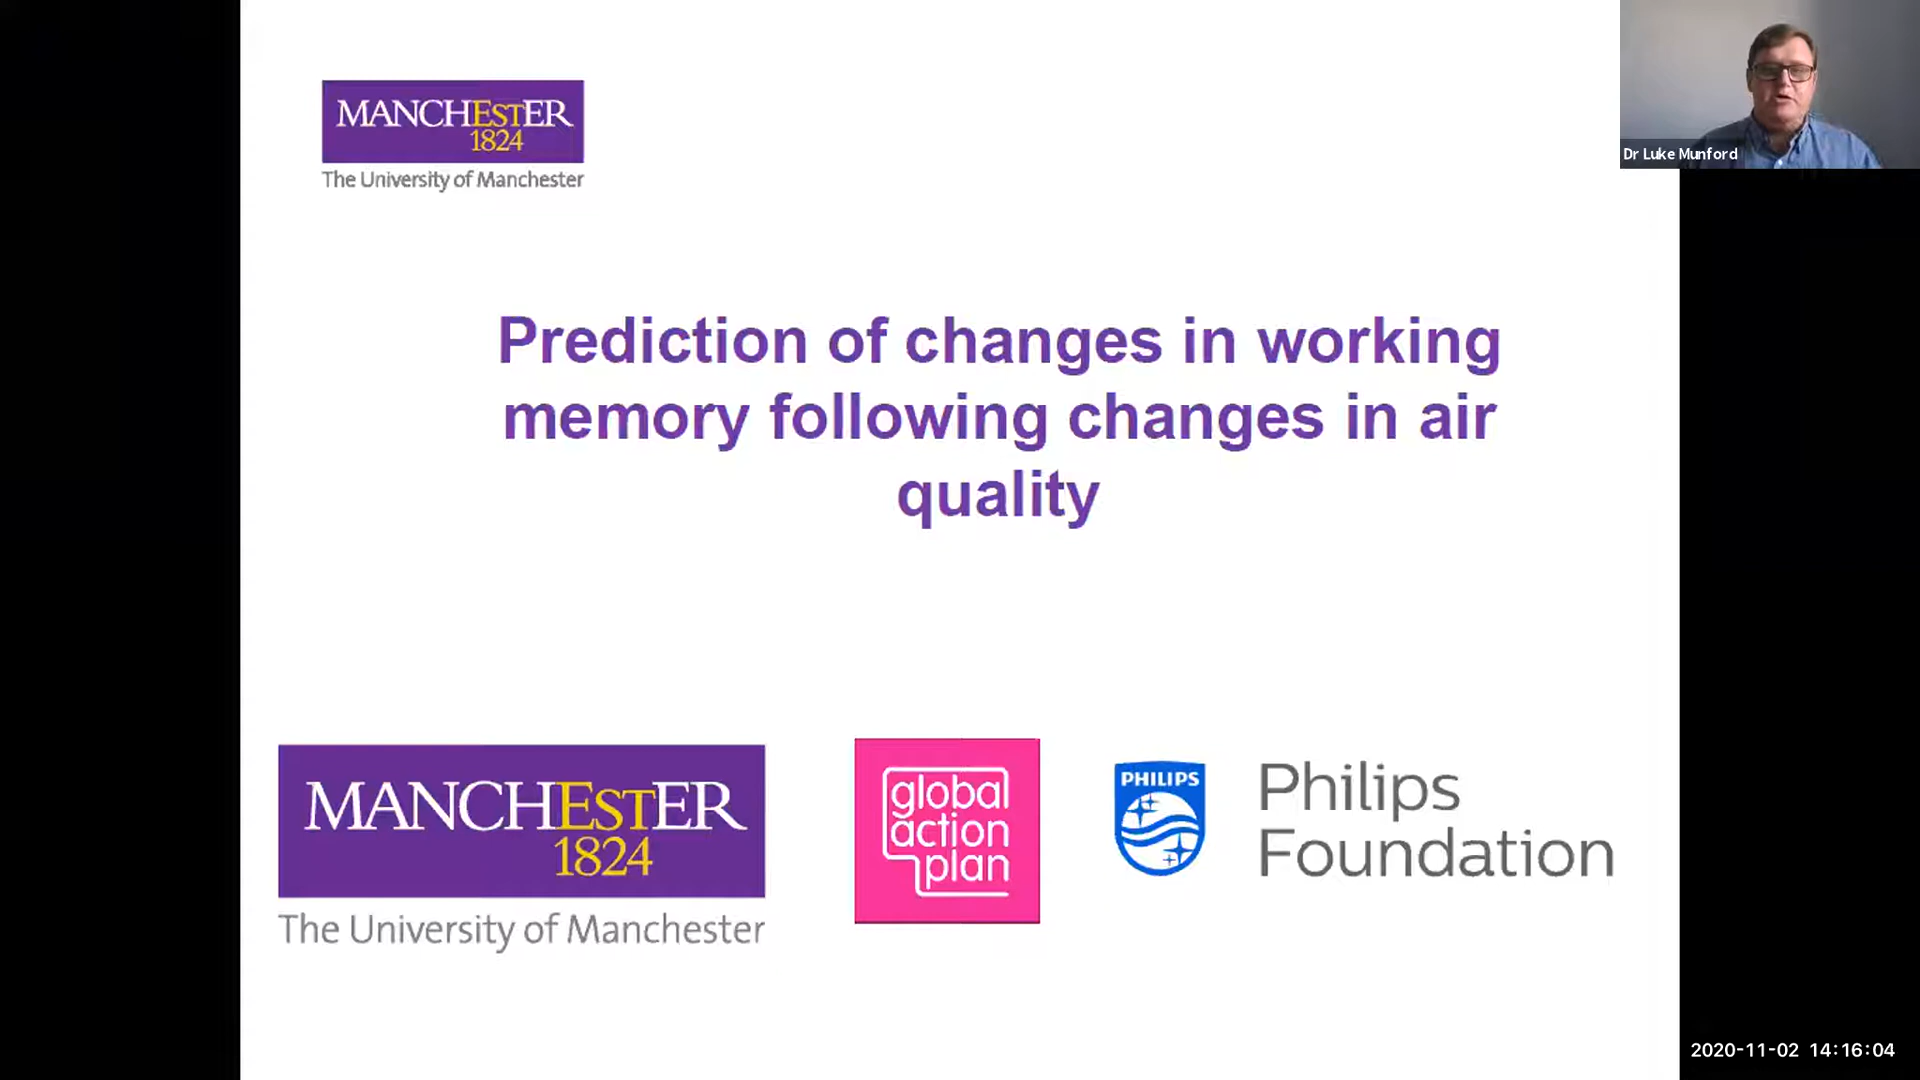 MANCHESTER
1824
The University of Manchester
Dr Luke Munford
Prediction of changes in working
memory following changes in air
quality
MANCHESTER
1824
The University of Manchester
global
action
plan
PHILIPS
Philips
Foundation
2020-11-02 14:16:04